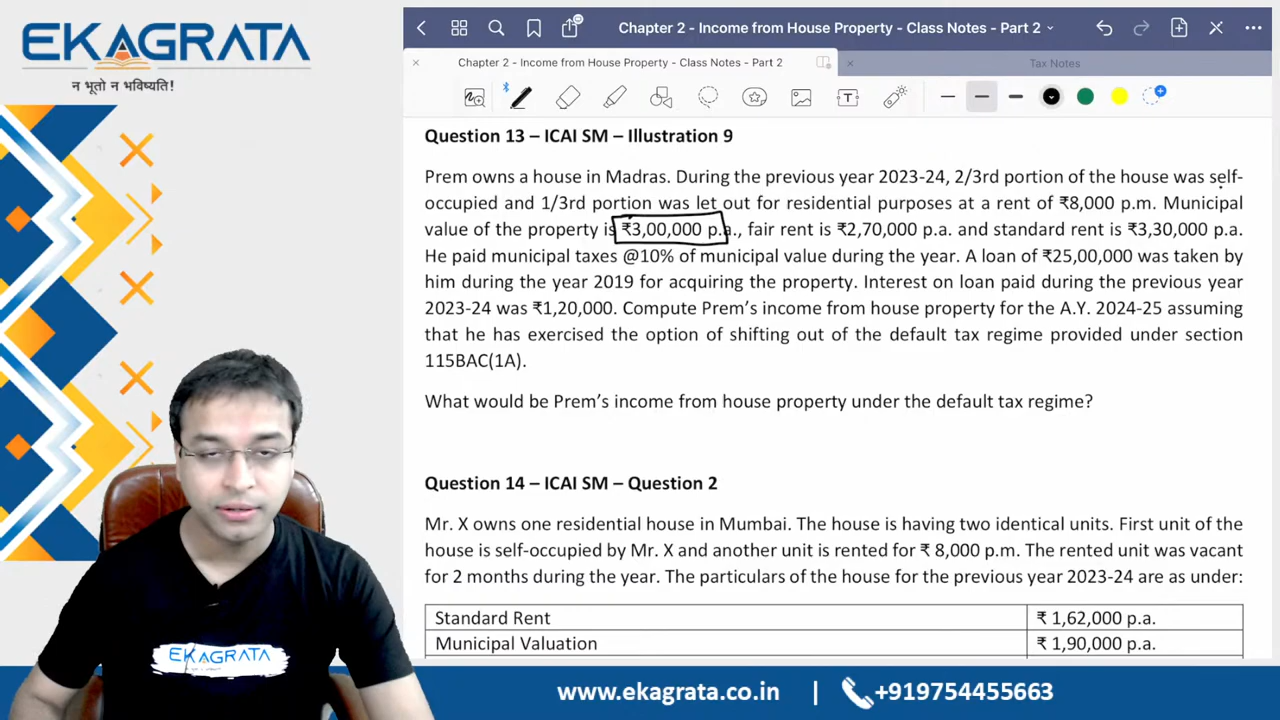 EKAGRATA
न भूतो न भविष्यति!
Chapter 2 - Income from House Property - Class Notes - Part 2
Chapter 2 - Income from House Property - Class Notes - Part 2
Tax Notes
Question 13 – ICAI SM – Illustration 9
Prem owns a house in Madras. During the previous year 2023-24, 2/3rd portion of the house was self-
occupied and 1/3rd portion was let out for residential purposes at a rent of ₹8,000 p.m. Municipal
value of the property is ₹3,00,000 p.a., fair rent is ₹2,70,000 p.a. and standard rent is ₹3,30,000 p.a.
He paid municipal taxes @10% of municipal value during the year. A loan of ₹25,00,000 was taken by
him during the year 2019 for acquiring the property. Interest on loan paid during the previous year
2023-24 was ₹1,20,000. Compute Prem's income from house property for the A.Y. 2024-25 assuming
that he has exercised the option of shifting out of the default tax regime provided under section
115BAC(1A).
What would be Prem's income from house property under the default tax regime?
Question 14 – ICAI SM – Question 2
Mr. X owns one residential house in Mumbai. The house is having two identical units. First unit of the
house is self-occupied by Mr. X and another unit is rented for ₹ 8,000 p.m. The rented unit was vacant
for 2 months during the year. The particulars of the house for the previous year 2023-24 are as under:
Standard Rent ₹ 1,62,000 p.a.
Municipal Valuation ₹ 1,90,000 p.a.
EKAGRATA
www.ekagrata.co.in | +919754455663